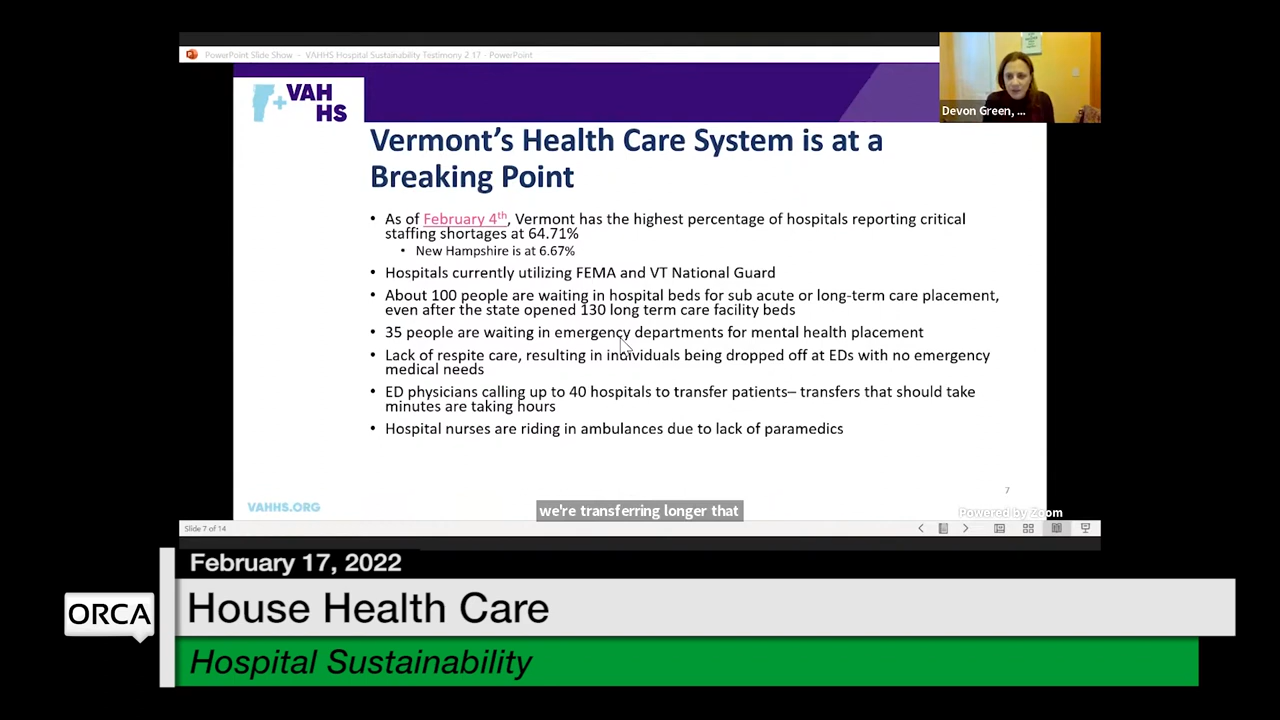 PowerPoint Slide Show - VAHHS Hospital Sustainability Testimony 2.17 - PowerPoint
VAH
HS
Devon Green, ...
Vermont's Health Care System is at a
Breaking Point
• As of February 4th, Vermont has the highest percentage of hospitals reporting critical
staffing shortages at 64.71%
• New Hampshire is at 6.67%
• Hospitals currently utilizing FEMA and VT National Guard
• About 100 people are waiting in hospital beds for sub acute or long-term care placement,
even after the state opened 130 long term care facility beds
• 35 people are waiting in emergency departments for mental health placement
• Lack of respite care, resulting in individuals being dropped off at EDs with no emergency
medical needs
• ED physicians calling up to 40 hospitals to transfer patients– transfers that should take
minutes are taking hours
• Hospital nurses are riding in ambulances due to lack of paramedics
7
VAHHS.ORG
we're transferring longer that
Powered by Zoom
Slide 7 of 14
February 17, 2022
ORCA
House Health Care
Hospital Sustainability